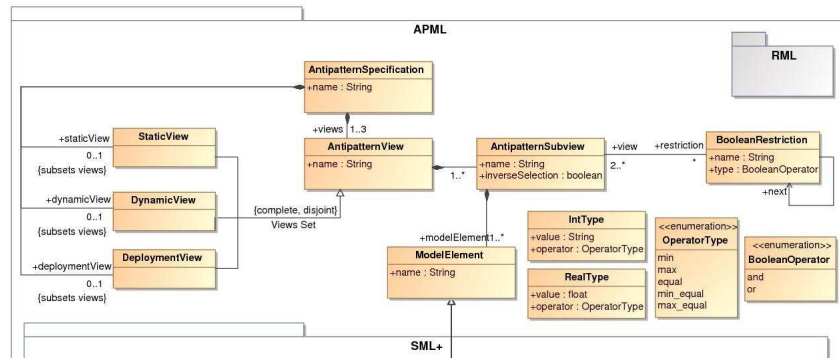 APML
RML
AntipatternSpecification
+name : String
+staticView
0..1
{subsets views}
StaticView
+views
1..3
AntipatternView
+name : String
1..*
AntipatternSubview
+name : String
+inverseSelection : boolean
+view
2..*
+restriction
*
BooleanRestriction
+name : String
+type : BooleanOperator
+next
+dynamicView
0..1
{subsets views}
DynamicView
{complete, disjoint}
Views Set
+deploymentView
0..1
{subsets views}
DeploymentView
+modelElement1..*
ModelElement
+name : String
IntType
+value : String
+operator : OperatorType
RealType
+value : float
+operator : OperatorType
<<enumeration>>
OperatorType
min
max
equal
min_equal
max_equal
<<enumeration>>
BooleanOperator
and
or
SML+